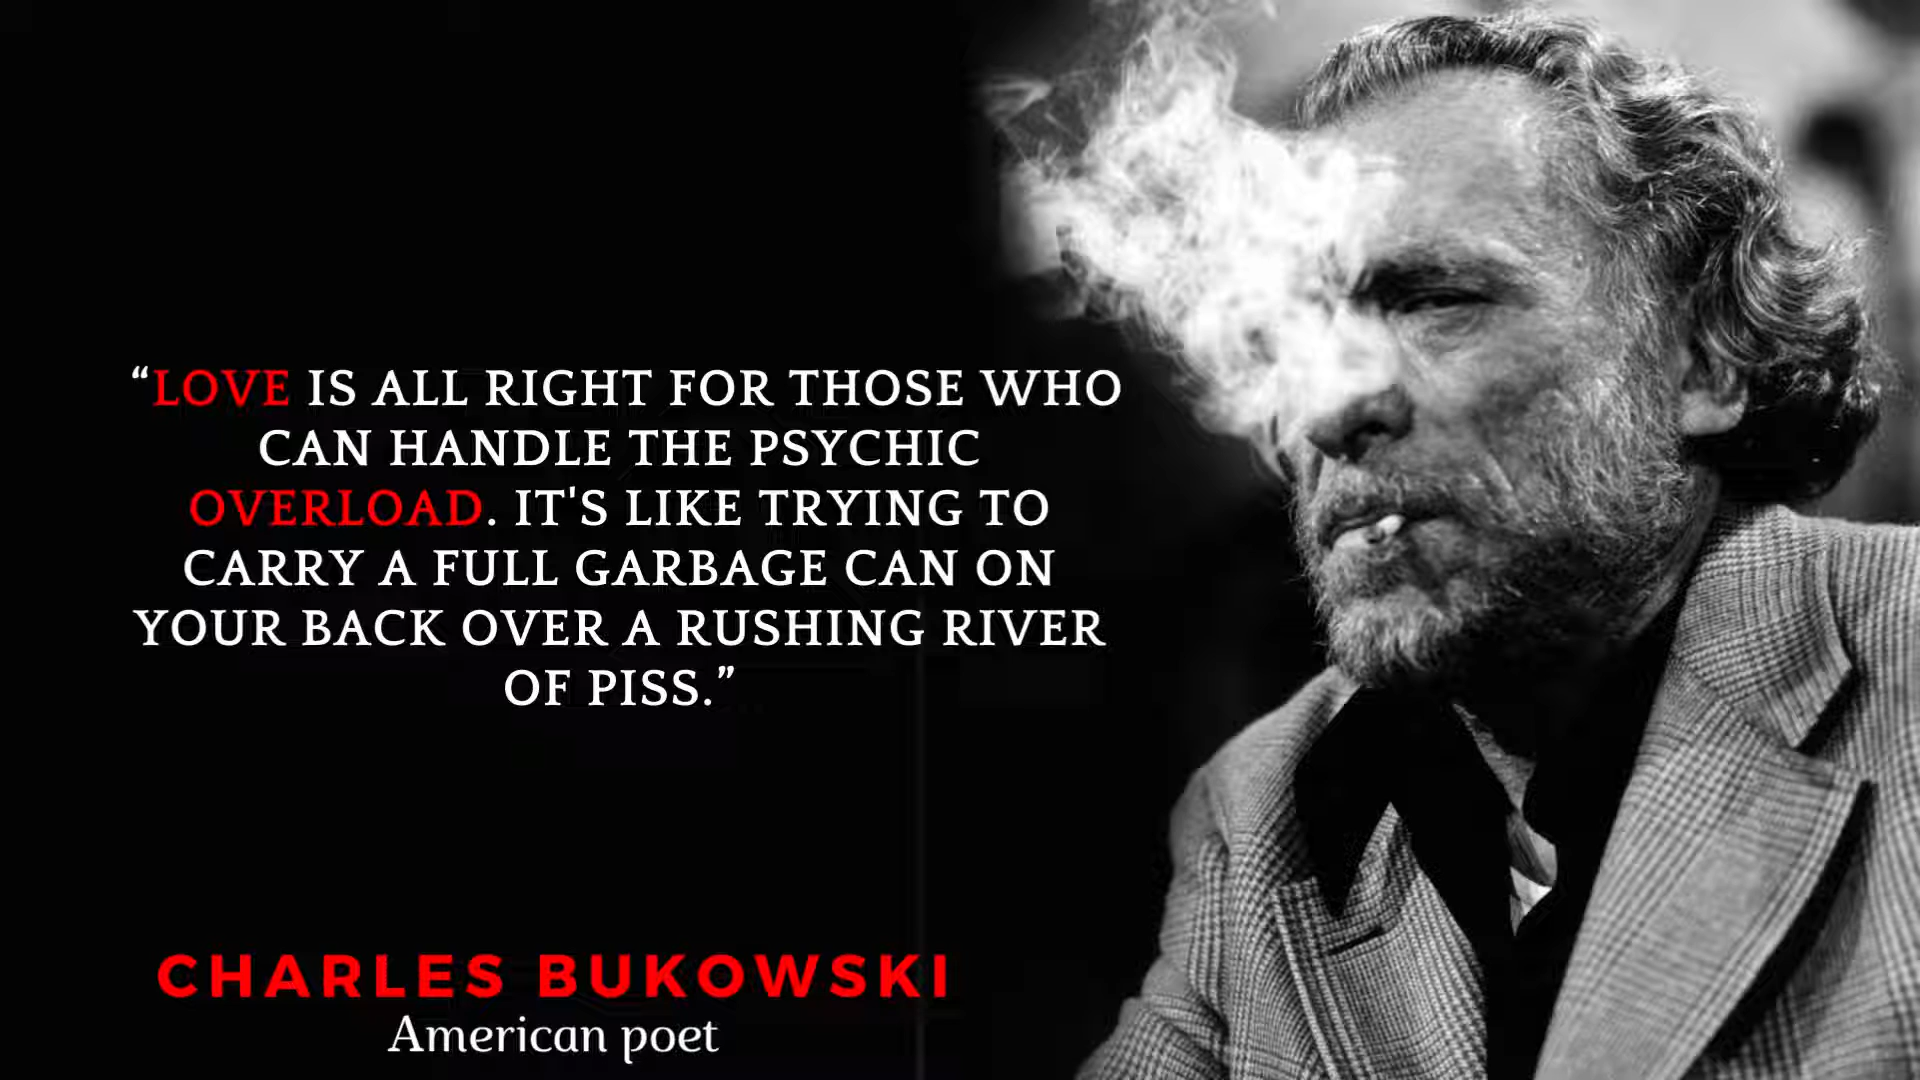 “LOVE IS ALL RIGHT FOR THOSE WHO
CAN HANDLE THE PSYCHIC
OVERLOAD. IT'S LIKE TRYING TO
CARRY A FULL GARBAGE CAN ON
YOUR BACK OVER A RUSHING RIVER
OF PISS.”
CHARLES BUKOWSKI
American poet